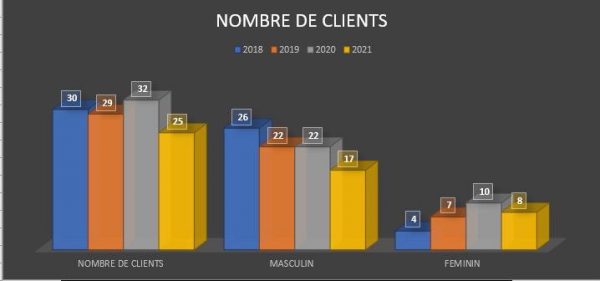 NOMBRE DE CLIENTS
2018 2019 2020 2021
30 29 32 25 26 22 22 17 4 7 10 8
NOMBRE DE CLIENTS MASCULIN FEMININ